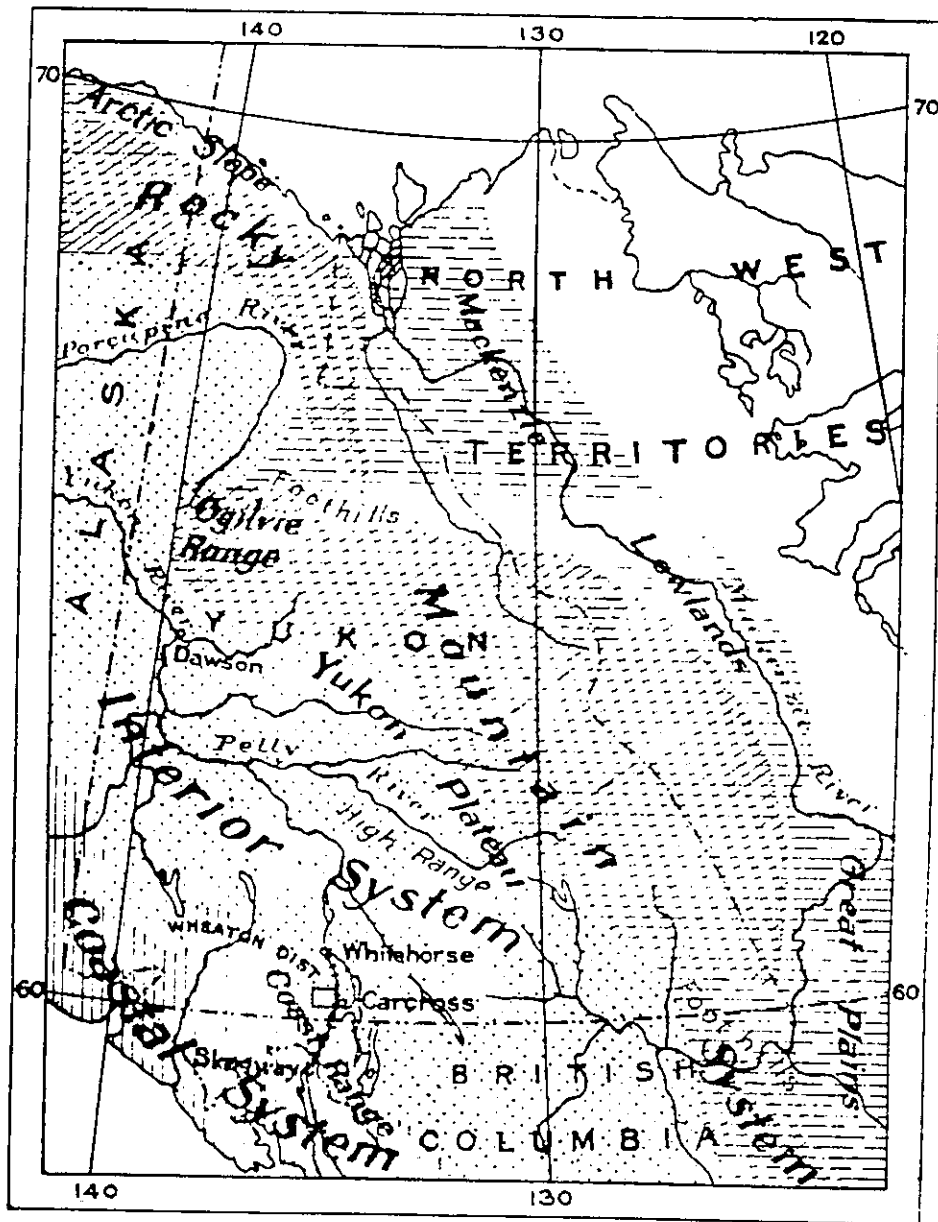 140 130 120
70 70
Arctic Slope
Rocky
NORTH WEST
Mackenzie
Porcupine River
ALASKA
TERRITORIES
Yukon River
Foothills
Ogilvie
Range
Lowlands
Mackenzie River
YUKON
Mountain
Dawson
Yukon
Interior
Pelly River
Plateau
High Range
System
Great Plains
Coastal
WHEATON DIST
Whitehorse
60 Carcross 60
Coast Range
Foothills
Skagway
BRITISH
System
System
COLUMBIA
140 130